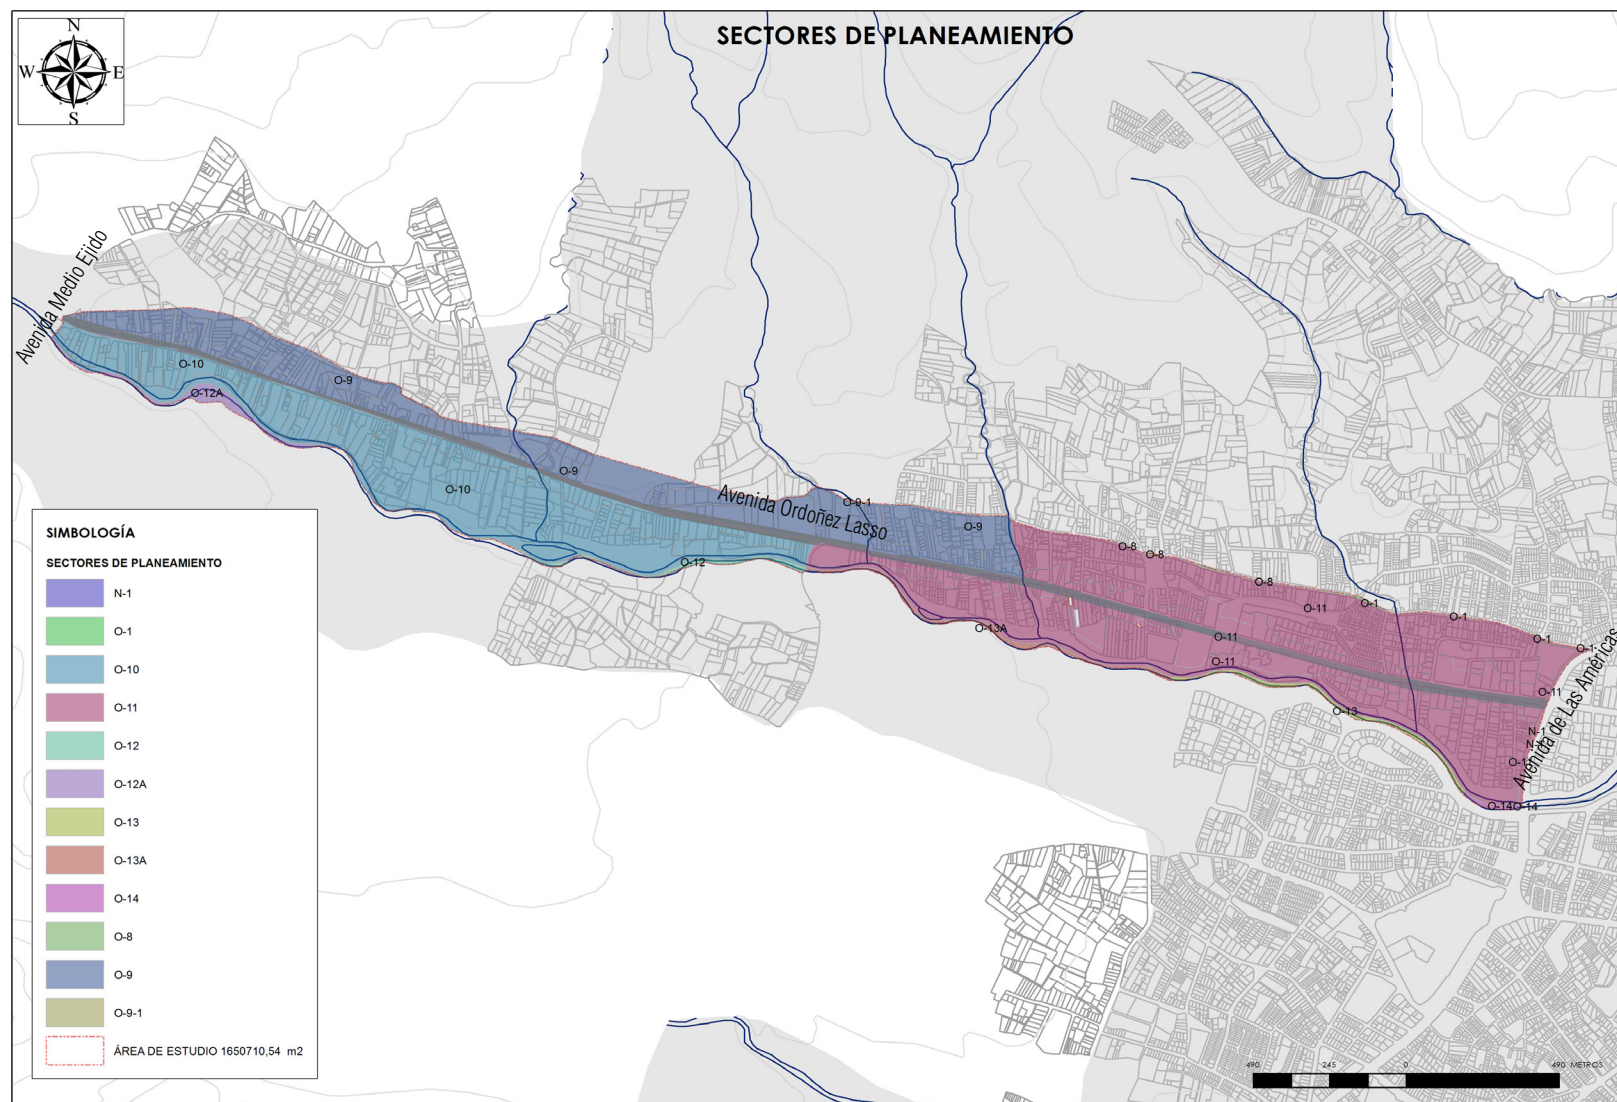 SECTORES DE PLANEAMIENTO
N
W E
S
Avenida Medio Ejido
O-10
O-9
O-12A
O-9
O-10
Avenida Ordoñez Lasso
O-9-1
O-9
O-12
O-8
O-8
O-8
O-11
O-1
O-1
O-1
O-1
O-13A
O-11
O-11
O-11
O-13
N-1
Avenida de Las Américas
O-14
O-14
SIMBOLOGÍA
SECTORES DE PLANEAMIENTO
N-1
O-1
O-10
O-11
O-12
O-12A
O-13
O-13A
O-14
O-8
O-9
O-9-1
ÁREA DE ESTUDIO 1650710,54 m2
490 245 0 490 METROS